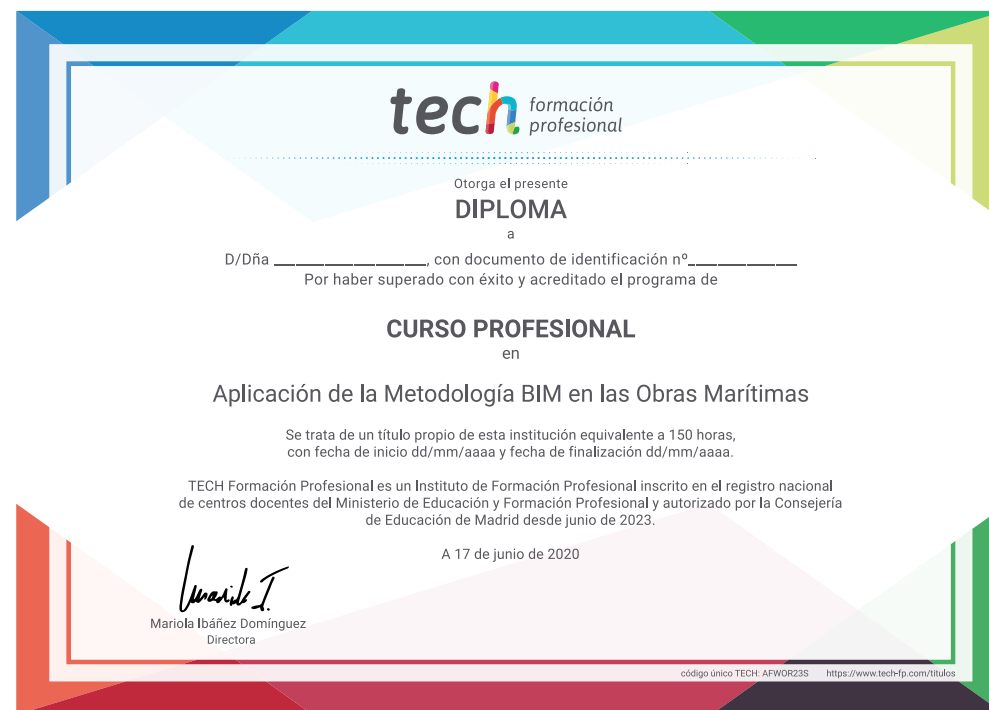 tech formación
profesional
Otorga el presente
DIPLOMA
a
D/Dña ____________________, con documento de identificación nº______________
Por haber superado con éxito y acreditado el programa de
CURSO PROFESIONAL
en
Aplicación de la Metodología BIM en las Obras Marítimas
Se trata de un título propio de esta institución equivalente a 150 horas,
con fecha de inicio dd/mm/aaaa y fecha de finalización dd/mm/aaaa.
TECH Formación Profesional es un Instituto de Formación Profesional inscrito en el registro nacional
de centros docentes del Ministerio de Educación y Formación Profesional y autorizado por la Consejería
de Educación de Madrid desde junio de 2023.
A 17 de junio de 2020
Mariola Ibáñez Domínguez
Directora
código único TECH: AFWOR23S https://www.tech-fp.com/titulos